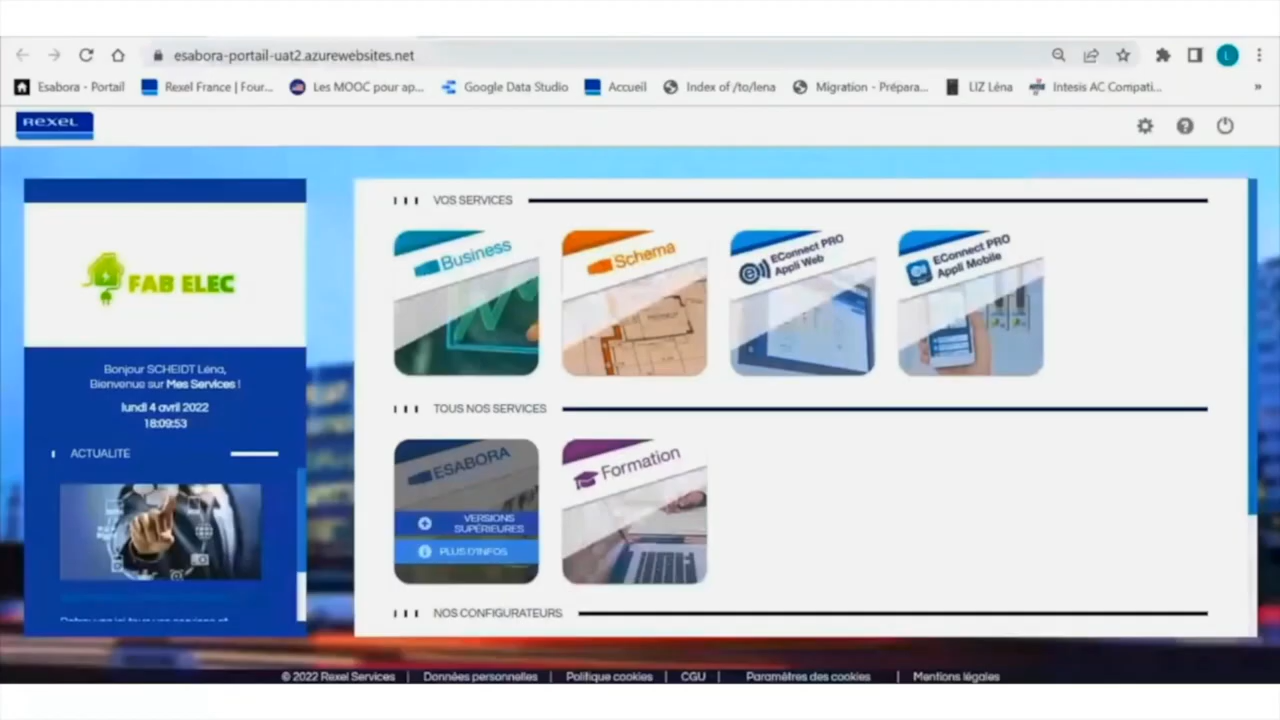 esabora-portail-uat2.azurewebsites.net
Esabora - Portail
Rexel France | Four...
Les MOOC pour ap...
Google Data Studio
Accueil
Index of /to/lena
Migration - Prépara...
LIZ Léna
Intesis AC Compati...
»
REXEL
FAB ELEC
Bonjour SCHEIDT Léna,
Bienvenue sur Mes Services !
lundi 4 avril 2022
18:09:53
ACTUALITÉ
VOS SERVICES
Business
Schema
EConnect PRO
Appli Web
EConnect PRO
Appli Mobile
TOUS NOS SERVICES
ESABORA
VERSIONS
SUPÉRIEURES
PLUS D'INFOS
Formation
NOS CONFIGURATEURS
© 2022 Rexel Services | Données personnelles | Politique cookies | CGU | Paramètres des cookies | Mentions légales